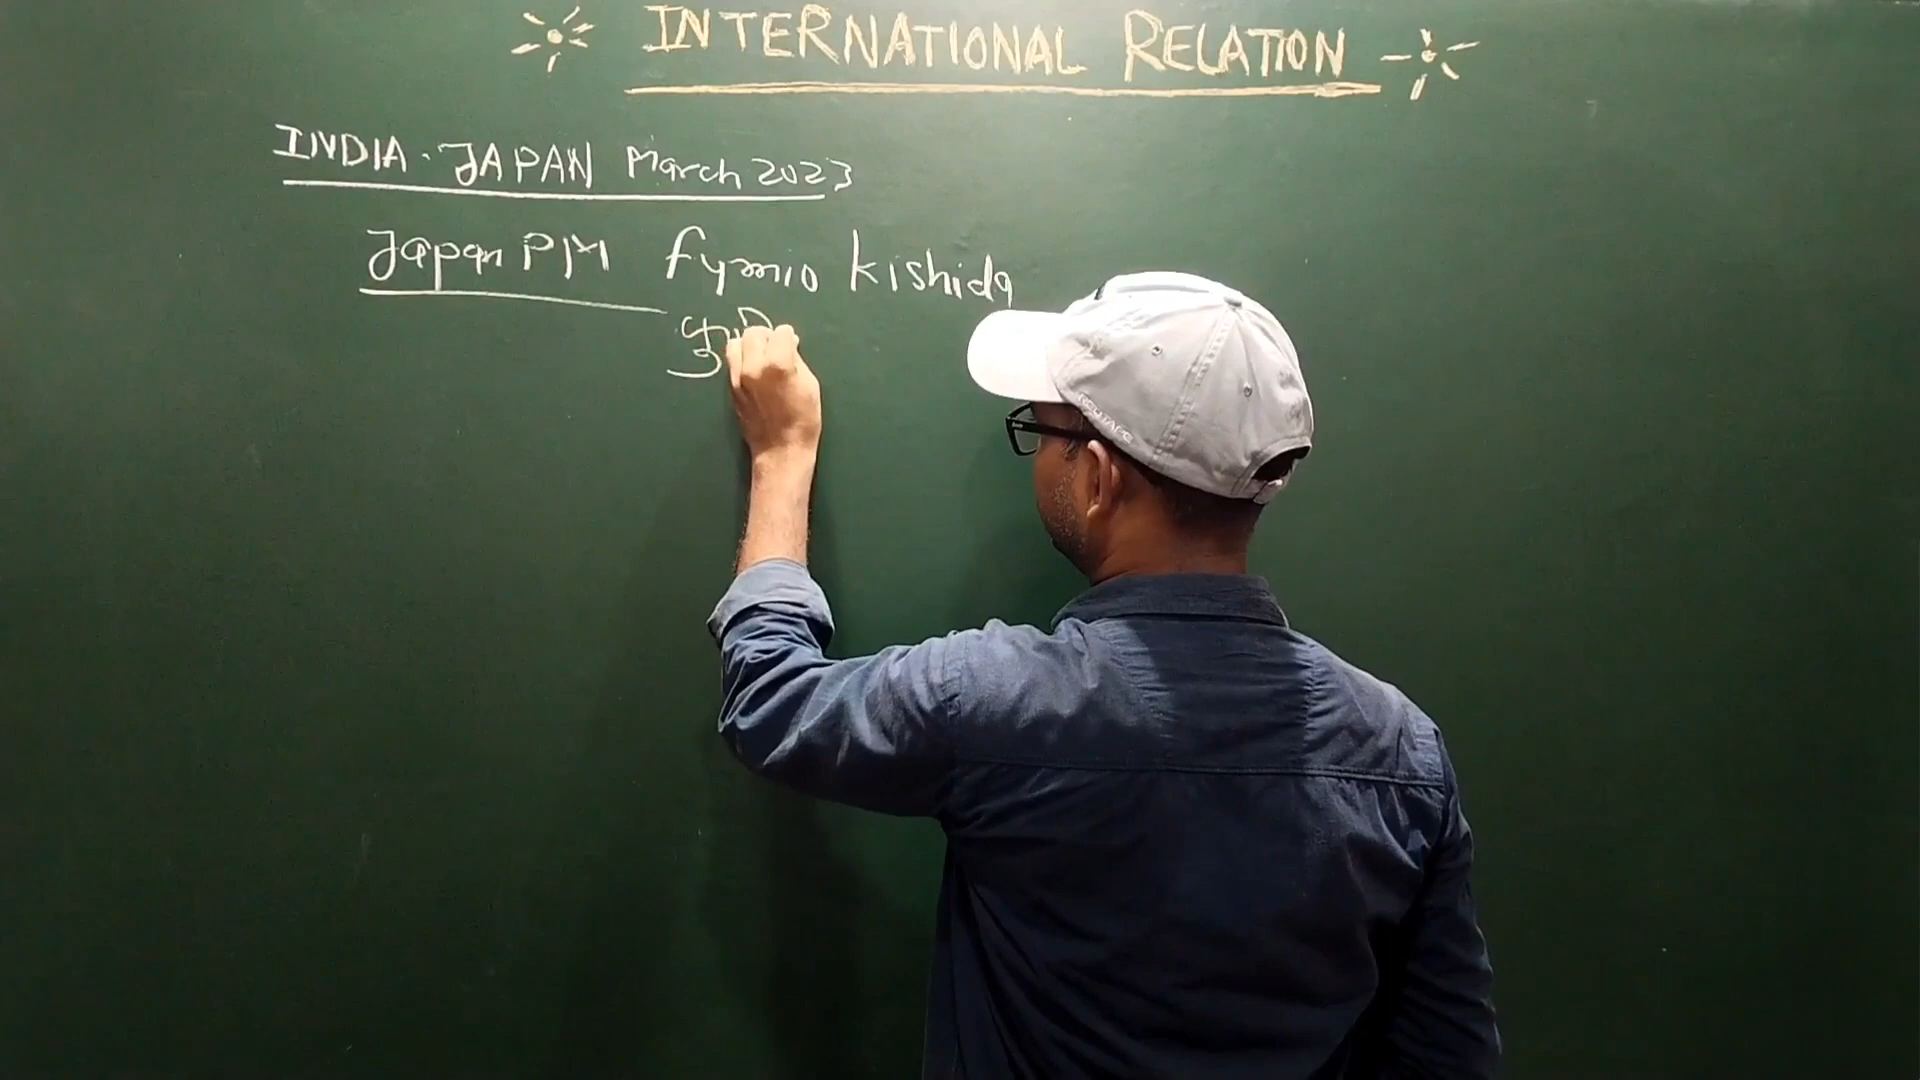 INTERNATIONAL RELATION
INDIA - JAPAN March 2023
Japan PM fymio kishida